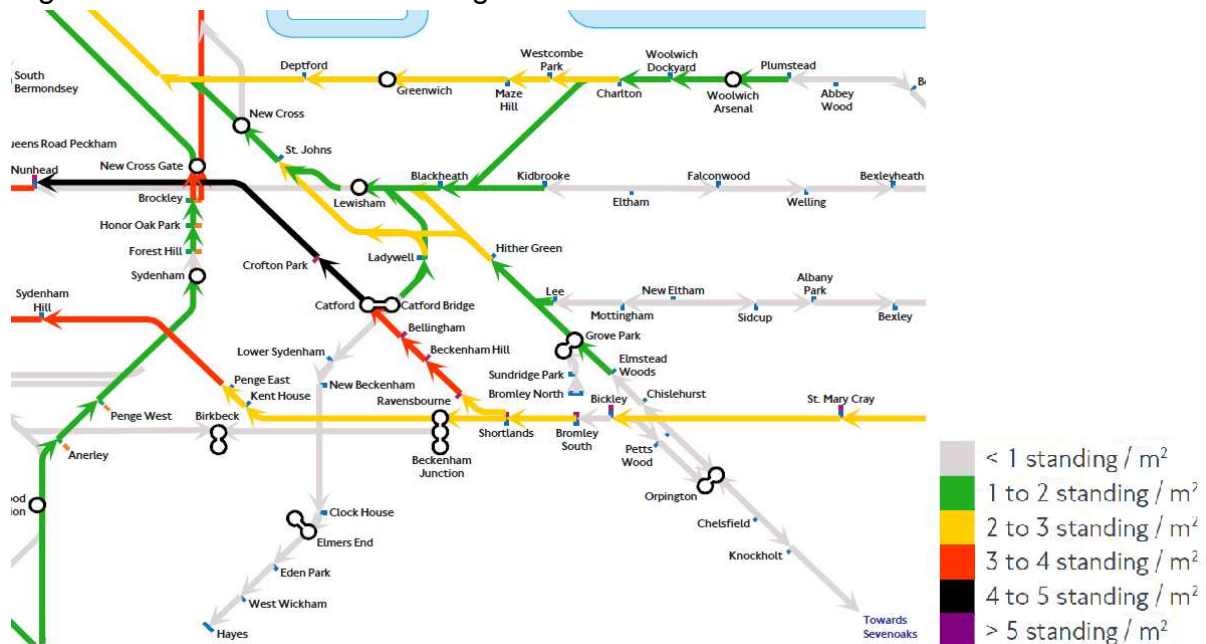 South
Bermondsey
Deptford
Greenwich
Maze
Hill
Westcombe
Park
Charlton
Woolwich
Dockyard
Woolwich
Arsenal
Plumstead
Abbey
Wood
New Cross
St. Johns
ueens Road Peckham
Nunhead
New Cross Gate
Lewisham
Blackheath
Kidbrooke
Eltham
Falconwood
Welling
Bexleyheath
Brockley
Honor Oak Park
Forest Hill
Sydenham
Crofton Park
Ladywell
Hither Green
Catford
Catford Bridge
Lee
Mottingham
New Eltham
Sidcup
Albany
Park
Bexley
Sydenham
Hill
Bellingham
Beckenham Hill
Ravensbourne
Lower Sydenham
New Beckenham
Grove Park
Elmstead
Woods
Sundridge Park
Bromley North
Chislehurst
Bickley
St. Mary Cray
Penge East
Kent House
Penge West
Birkbeck
Anerley
Beckenham
Junction
Shortlands
Bromley
South
Petts
Wood
Orpington
Chelsfield
Knockholt
Clock House
Elmers End
Eden Park
West Wickham
Hayes
Towards
Sevenoaks
< 1 standing / m²
1 to 2 standing / m²
2 to 3 standing / m²
3 to 4 standing / m²
4 to 5 standing / m²
> 5 standing / m²